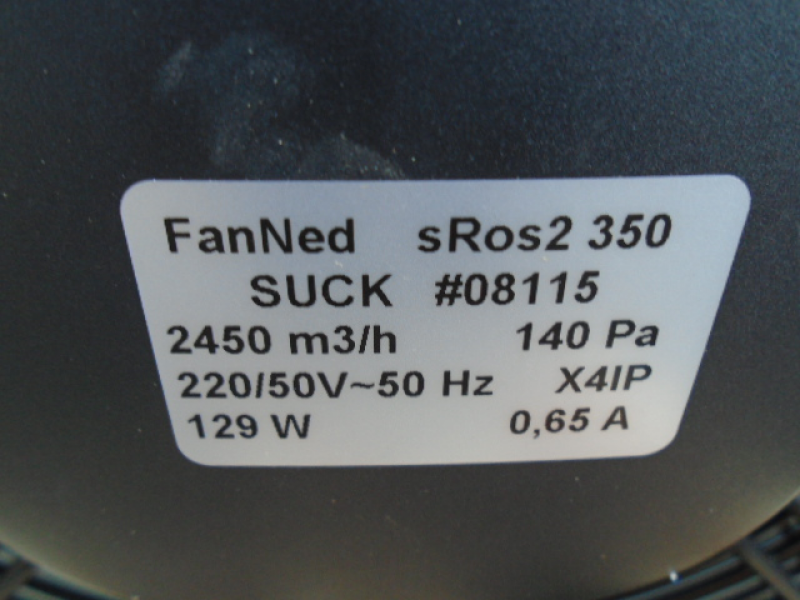 FanNed sRos2 350
SUCK #08115
2450 m3/h 140 Pa
220/50V~50 Hz X4IP
129 W 0,65 A